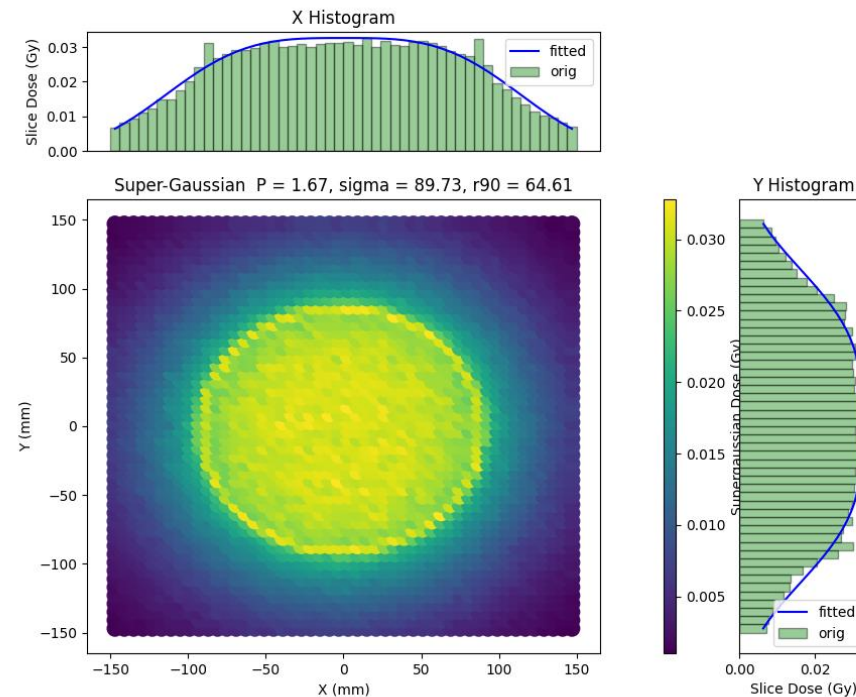 X Histogram
Slice Dose (Gy)
0.03
0.02
0.01
0.00
fitted
orig
Super-Gaussian P = 1.67, sigma = 89.73, r90 = 64.61
Y (mm)
150
100
50
0
−50
−100
−150
−150
−100
−50
0
50
100
150
X (mm)
0.030
0.025
0.020
0.015
0.010
0.005
Supergaussian Dose (Gy)
Y Histogram
fitted
orig
0.00
0.02
Slice Dose (Gy)